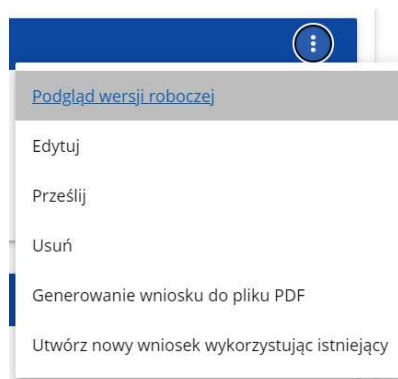 Podgląd wersji roboczej
Edytuj
Prześlij
Usuń
Generowanie wniosku do pliku PDF
Utwórz nowy wniosek wykorzystując istniejący